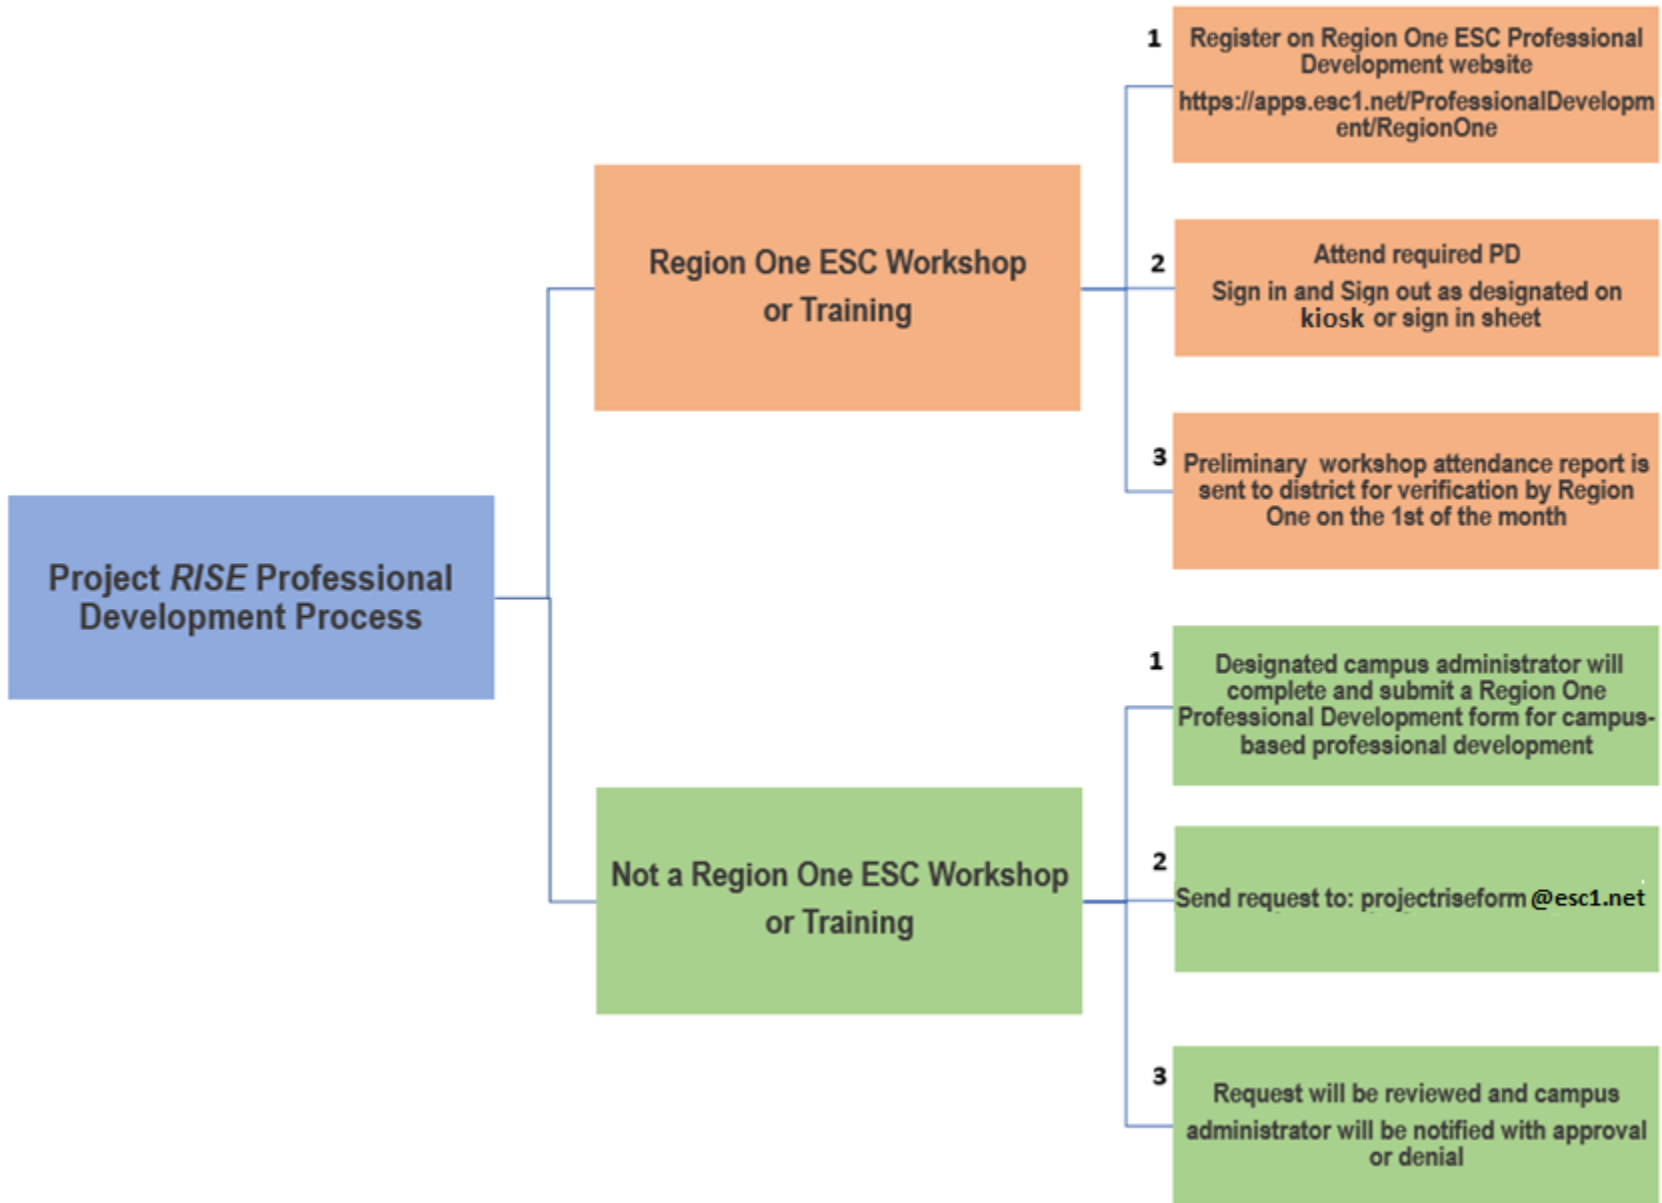 Project RISE Professional
Development Process
Region One ESC Workshop
or Training
1
Register on Region One ESC Professional
Development website
https://apps.esc1.net/ProfessionalDevelopm
ent/RegionOne
2
Attend required PD
Sign in and Sign out as designated on
kiosk or sign in sheet
3
Preliminary workshop attendance report is
sent to district for verification by Region
One on the 1st of the month
Not a Region One ESC Workshop
or Training
1
Designated campus administrator will
complete and submit a Region One
Professional Development form for campus-
based professional development
2
Send request to: projectriseform@esc1.net
3
Request will be reviewed and campus
administrator will be notified with approval
or denial